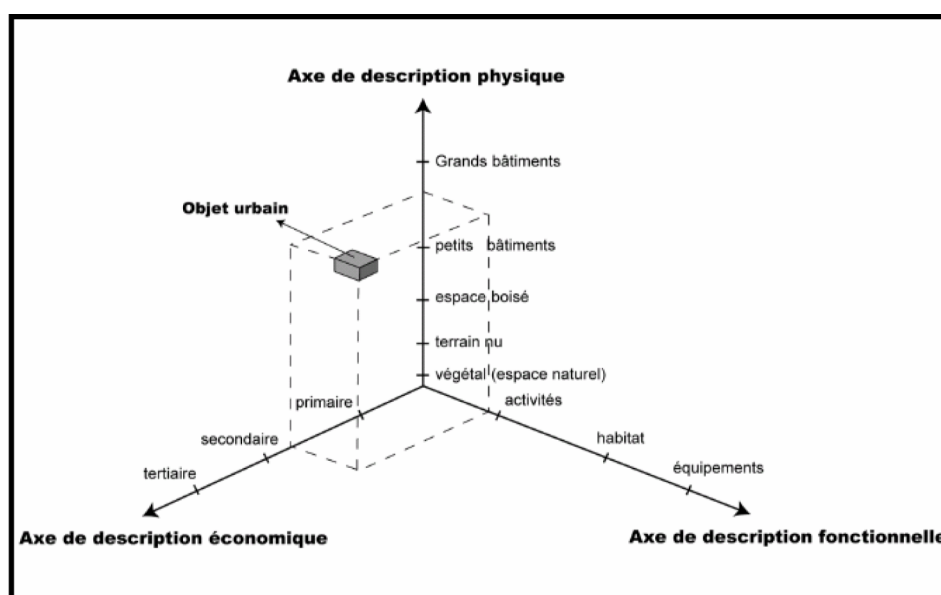 Axe de description physique
Grands bâtiments
Objet urbain
petits bâtiments
espace boisé
terrain nu
végétal (espace naturel)
primaire
activités
secondaire
habitat
tertiaire
équipements
Axe de description économique
Axe de description fonctionnelle